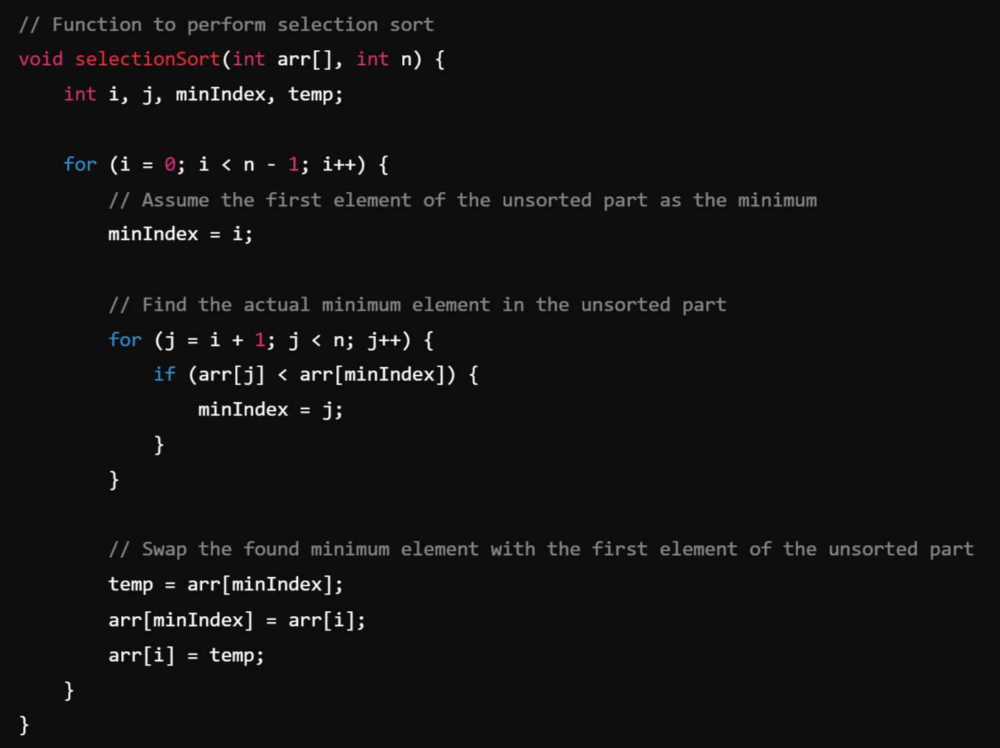 // Function to perform selection sort
void selectionSort(int arr[], int n) {
    int i, j, minIndex, temp;

    for (i = 0; i < n - 1; i++) {
        // Assume the first element of the unsorted part as the minimum
        minIndex = i;

        // Find the actual minimum element in the unsorted part
        for (j = i + 1; j < n; j++) {
            if (arr[j] < arr[minIndex]) {
                minIndex = j;
            }
        }

        // Swap the found minimum element with the first element of the unsorted part
        temp = arr[minIndex];
        arr[minIndex] = arr[i];
        arr[i] = temp;
    }
}